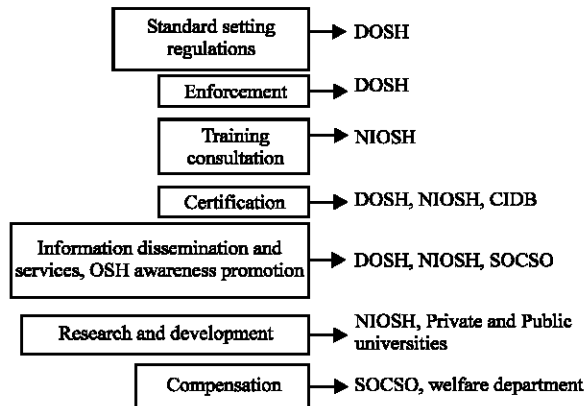 Standard setting
regulations
DOSH
Enforcement
DOSH
Training
consultation
NIOSH
Certification
DOSH, NIOSH, CIDB
Information dissemination and
services, OSH awareness promotion
DOSH, NIOSH, SOCSO
Research and development
NIOSH, Private and Public
universities
Compensation
SOCSO, welfare department